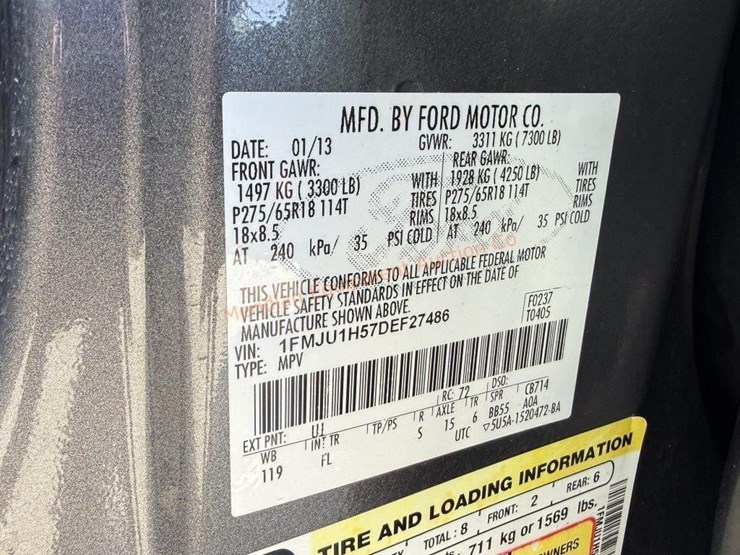 MFD. BY FORD MOTOR CO.
DATE: 01/13 GVWR: 3311 KG ( 7300 LB)
FRONT GAWR: REAR GAWR:
1497 KG ( 3300 LB) WITH 1928 KG ( 4250 LB) WITH
P275/65R18 114T TIRES P275/65R18 114T TIRES
18x8.5 RIMS 18x8.5 RIMS
AT 240 kPa/ 35 PSI COLD AT 240 kPa/ 35 PSI COLD
THIS VEHICLE CONFORMS TO ALL APPLICABLE FEDERAL MOTOR
VEHICLE SAFETY STANDARDS IN EFFECT ON THE DATE OF
MANUFACTURE SHOWN ABOVE.
VIN: 1FMJU1H57DEF27486 F0237
TYPE: MPV T0405
EXT PNT: UJ RC: 72 DSO:
WB INT TR TP/PS R AXLE TR SPR CB714
119 FL S 15 6 BB55 AOA
UTC 5U5A-1520472-BA
TIRE AND LOADING INFORMATION
TOTAL : 8 FRONT: 2 REAR: 6
711 kg or 1569 lbs.